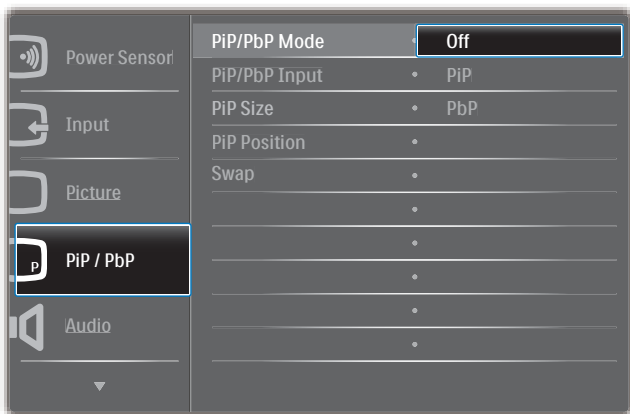 Power Sensor
Input
Picture
P
PiP / PbP
Audio
PiP/PbP Mode
PiP/PbP Input
PiP Size
PiP Position
Swap
Off
PiP
PbP